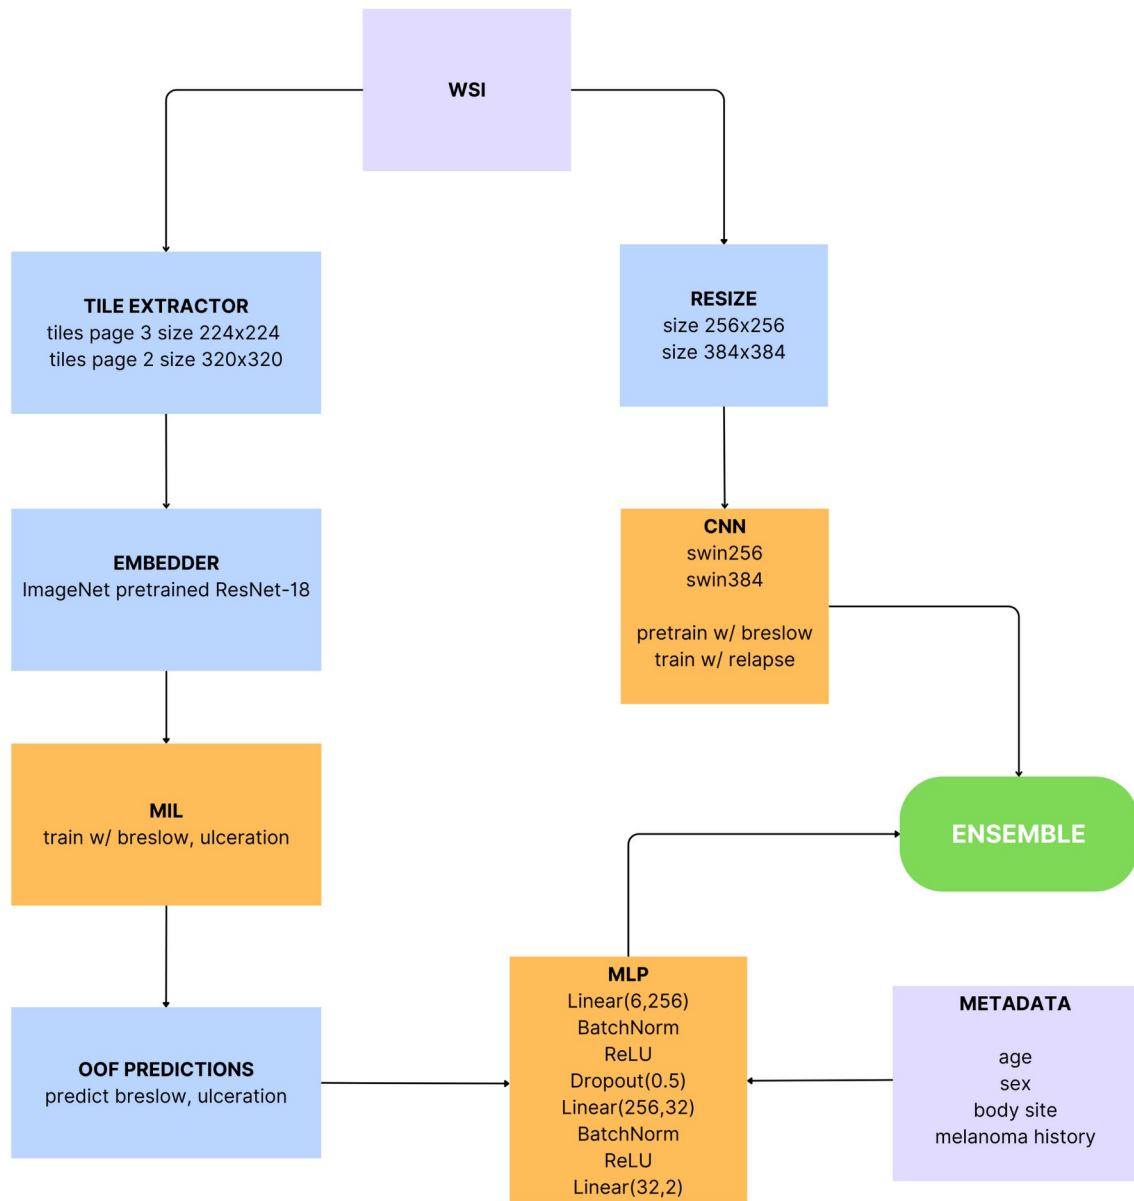 WSI
TILE EXTRACTOR
tiles page 3 size 224x224
tiles page 2 size 320x320
RESIZE
size 256x256
size 384x384
EMBEDDER
ImageNet pretrained ResNet-18
CNN
swin256
swin384
pretrain w/ breslow
train w/ relapse
MIL
train w/ breslow, ulceration
ENSEMBLE
OOF PREDICTIONS
predict breslow, ulceration
MLP
Linear(6,256)
BatchNorm
ReLU
Dropout(0.5)
Linear(256,32)
BatchNorm
ReLU
Linear(32,2)
METADATA
age
sex
body site
melanoma history